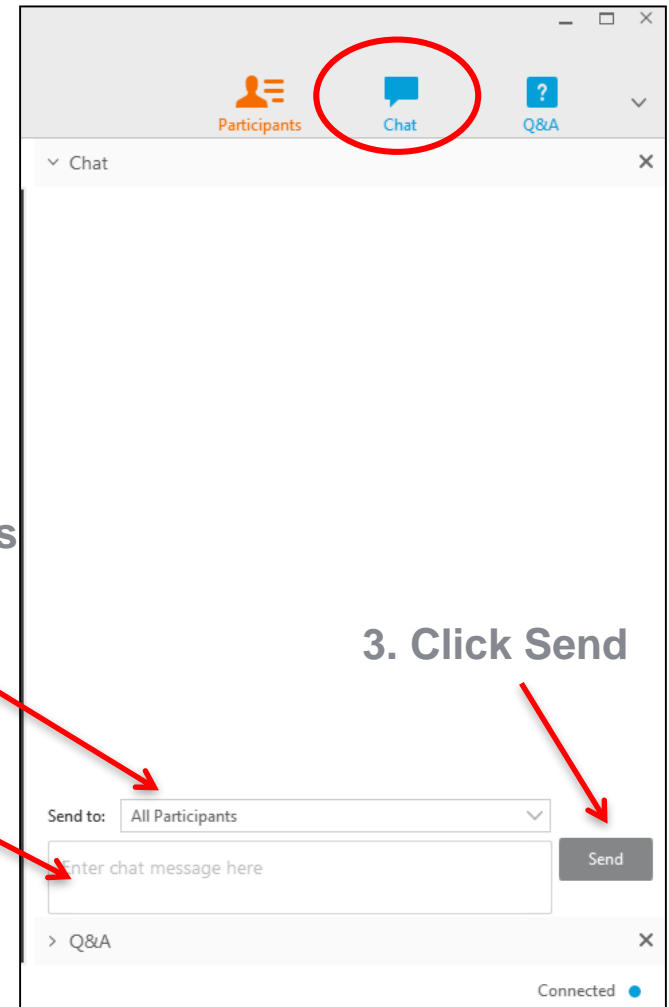 Participants Chat Q&A
Chat
s
3. Click Send
Send to: All Participants
Enter chat message here
Send
Q&A
Connected